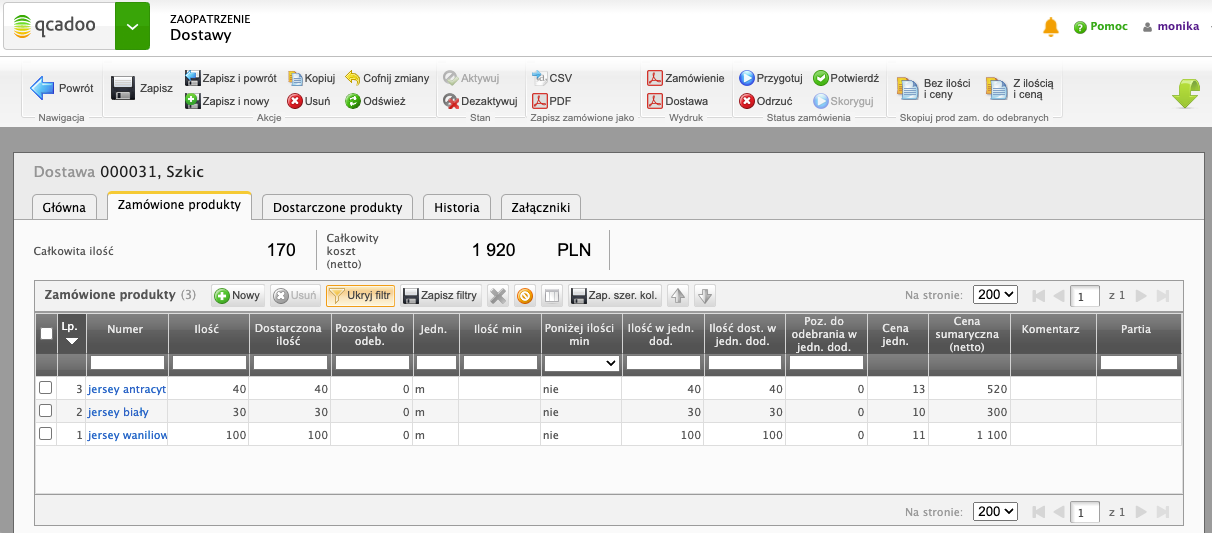 qcadoo
ZAOPATRZENIE
Dostawy
Pomoc
monika
Powrót
Nawigacja
Zapisz
Zapisz i powrót
Zapisz i nowy
Kopiuj
Usuń
Cofnij zmiany
Odśwież
Akcje
Aktywuj
Dezaktywuj
Stan
CSV
PDF
Zapisz zamówione jako
Zamówienie
Dostawa
Wydruk
Przygotuj
Odrzuć
Potwierdź
Skoryguj
Status zamówienia
Bez ilości
i ceny
Z ilością
i ceną
Skopiuj prod zam. do odebranych
Dostawa 000031, Szkic
Główna
Zamówione produkty
Dostarczone produkty
Historia
Załączniki
Całkowita ilość
170
Całkowity
koszt
(netto)
1 920 PLN
Zamówione produkty (3)
Nowy
Usuń
Ukryj filtr
Zapisz filtry
Zap. szer. kol.
Na stronie: 200
1 z 1
Lp.
Numer
Ilość
Dostarczona
ilość
Pozostało do
odeb.
Jedn.
Ilość min
Poniżej ilości
min
Ilość w jedn.
dod.
Ilość dost. w
jedn. dod.
Poz. do
odebrania w
jedn. dod.
Cena
jedn.
Cena
sumaryczna
(netto)
Komentarz
Partia
3 jersey antracyt 40 40 0 m nie 40 40 0 13 520
2 jersey biały 30 30 0 m nie 30 30 0 10 300
1 jersey waniliow 100 100 0 m nie 100 100 0 11 1 100
Na stronie: 200
1 z 1